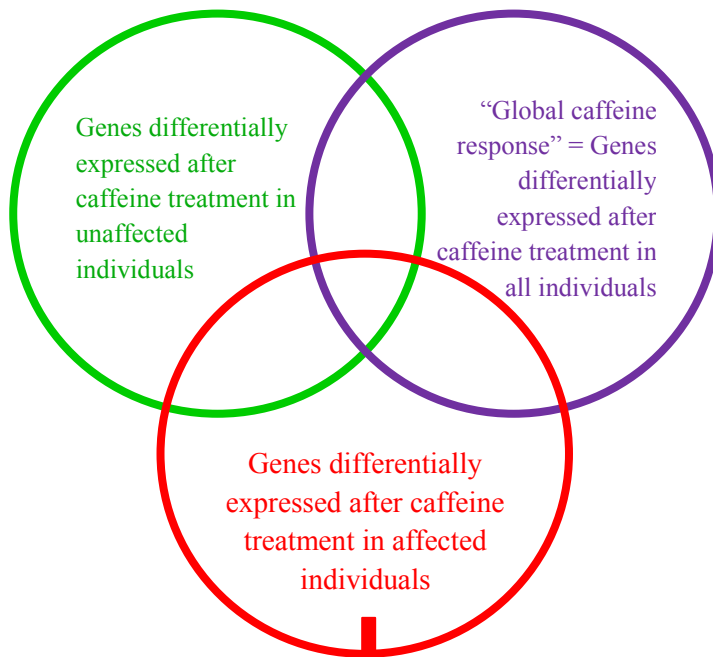 Genes differentially
expressed after
caffeine treatment in
unaffected
individuals
“Global caffeine
response” = Genes
differentially
expressed after
caffeine treatment in
all individuals
Genes differentially
expressed after caffeine
treatment in affected
individuals